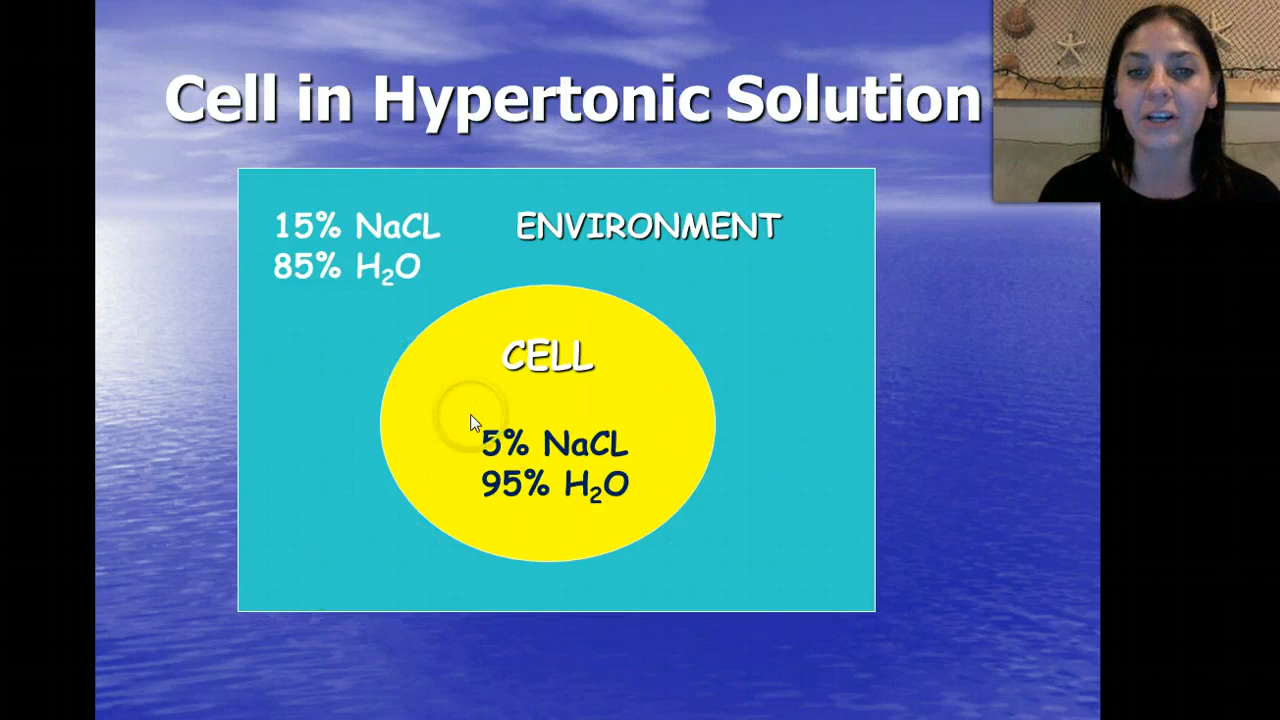 Cell in Hypertonic Solution
15% NaCL
85% H₂O
ENVIRONMENT
CELL
5% NaCL
95% H₂O